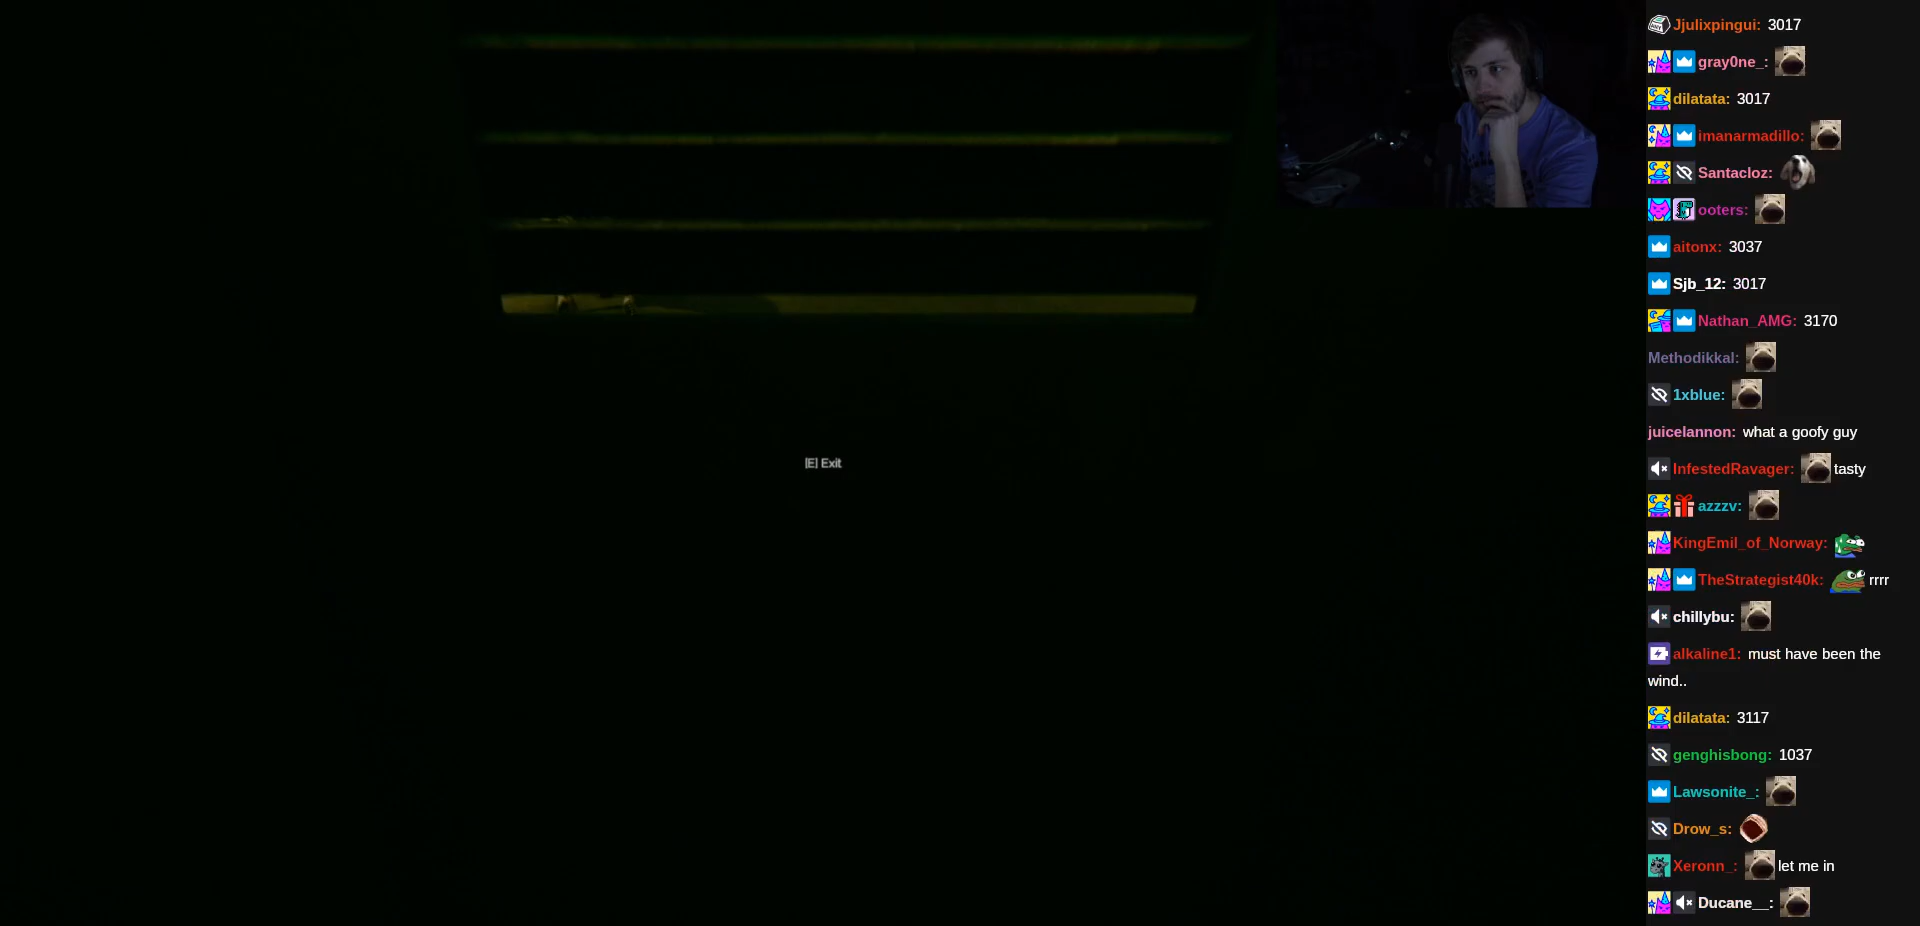 Jjulixpingui: 3017
gray0ne_:
dilatata: 3017
imanarmadillo:
Santacloz:
ooters:
aitonx: 3037
Sjb_12: 3017
Nathan_AMG: 3170
Methodikkal:
1xblue:
juicelannon: what a goofy guy
[E] Exit
InfestedRavager: tasty
azzzv:
KingEmil_of_Norway:
TheStrategist40k: rrrr
chillybu:
alkaline1: must have been the
wind..
dilatata: 3117
genghisbong: 1037
Lawsonite_:
Drow_s:
Xeronn_: let me in
Ducane__: